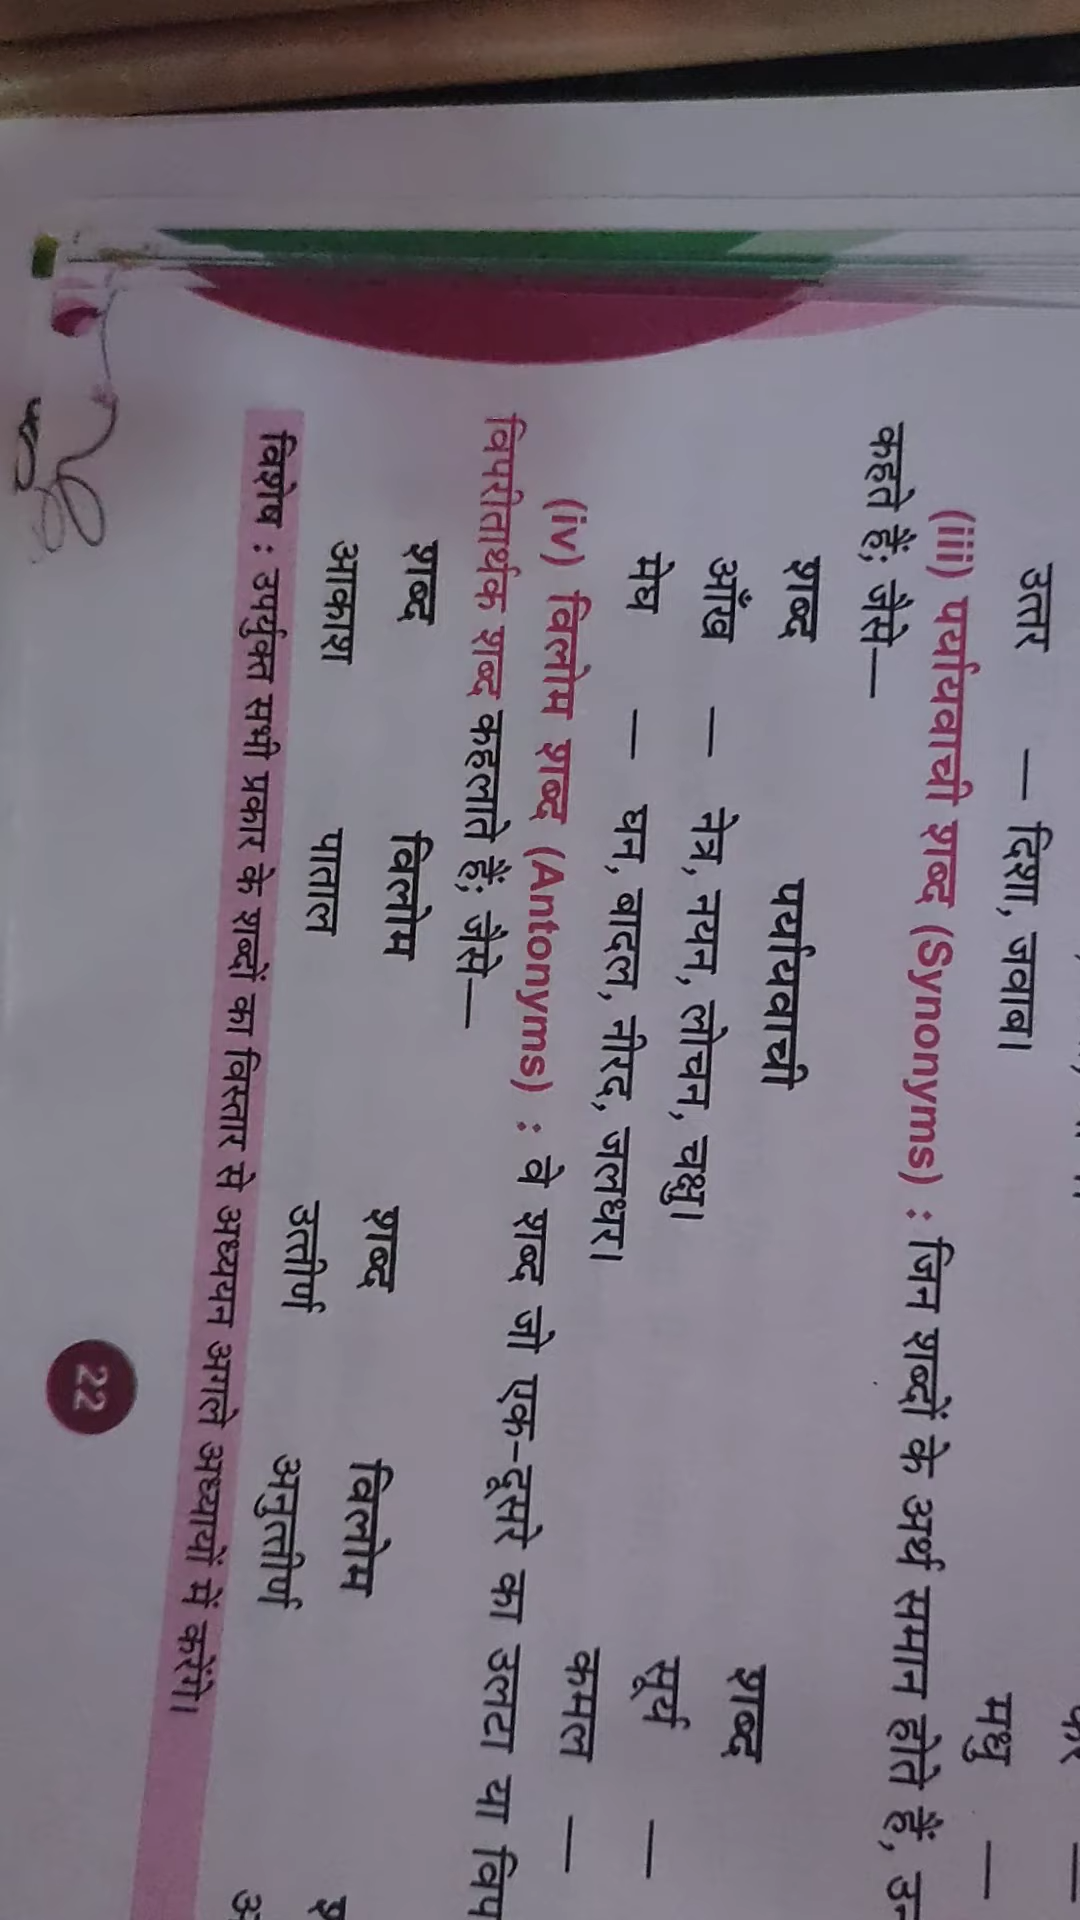 उत्तर — दिशा, जवाब। मधु —
(iii) पर्यायवाची शब्द (Synonyms) : जिन शब्दों के अर्थ समान होते हैं,
कहते हैं; जैसे—
शब्द पर्यायवाची शब्द
आँख — नेत्र, नयन, लोचन, चक्षु। सूर्य —
मेघ — घन, बादल, नीरद, जलधर। कमल —
(iv) विलोम शब्द (Antonyms) : वे शब्द जो एक-दूसरे का उलटा या
विपरीतार्थक शब्द कहलाते हैं; जैसे—
शब्द विलोम शब्द विलोम
आकाश पाताल उत्तीर्ण अनुत्तीर्ण
विशेष : उपर्युक्त सभी प्रकार के शब्दों का विस्तार से अध्ययन अगले अध्यायों में करेंगे।
22